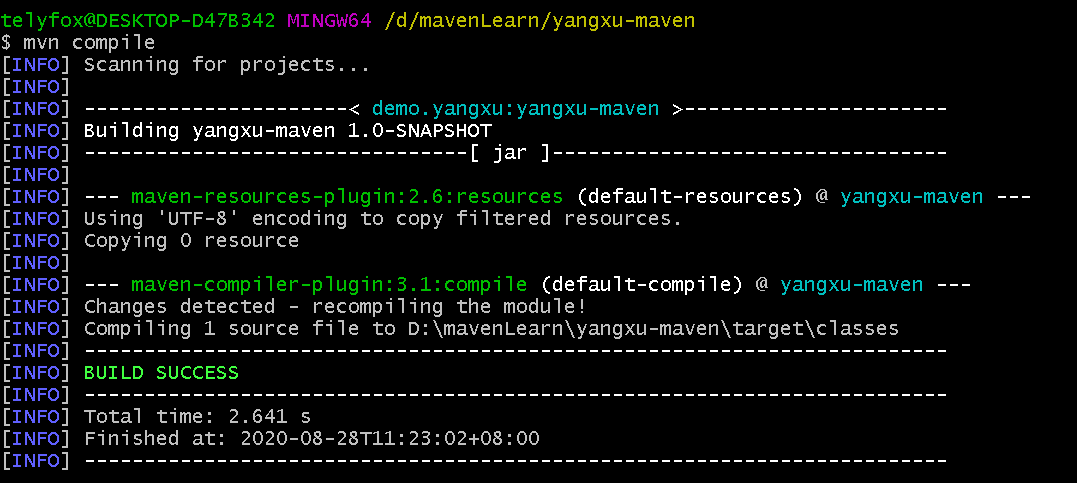 telyfox@DESKTOP-D47B342 MINGW64 /d/mavenLearn/yangxu-maven
$ mvn compile
[INFO] Scanning for projects...
[INFO]
[INFO] ----------------------< demo.yangxu:yangxu-maven >----------------------
[INFO] Building yangxu-maven 1.0-SNAPSHOT
[INFO] --------------------------------[ jar ]---------------------------------
[INFO]
[INFO] --- maven-resources-plugin:2.6:resources (default-resources) @ yangxu-maven ---
[INFO] Using 'UTF-8' encoding to copy filtered resources.
[INFO] Copying 0 resource
[INFO]
[INFO] --- maven-compiler-plugin:3.1:compile (default-compile) @ yangxu-maven ---
[INFO] Changes detected - recompiling the module!
[INFO] Compiling 1 source file to D:\mavenLearn\yangxu-maven\target\classes
[INFO] ------------------------------------------------------------------------
[INFO] BUILD SUCCESS
[INFO] ------------------------------------------------------------------------
[INFO] Total time: 2.641 s
[INFO] Finished at: 2020-08-28T11:23:02+08:00
[INFO] ------------------------------------------------------------------------